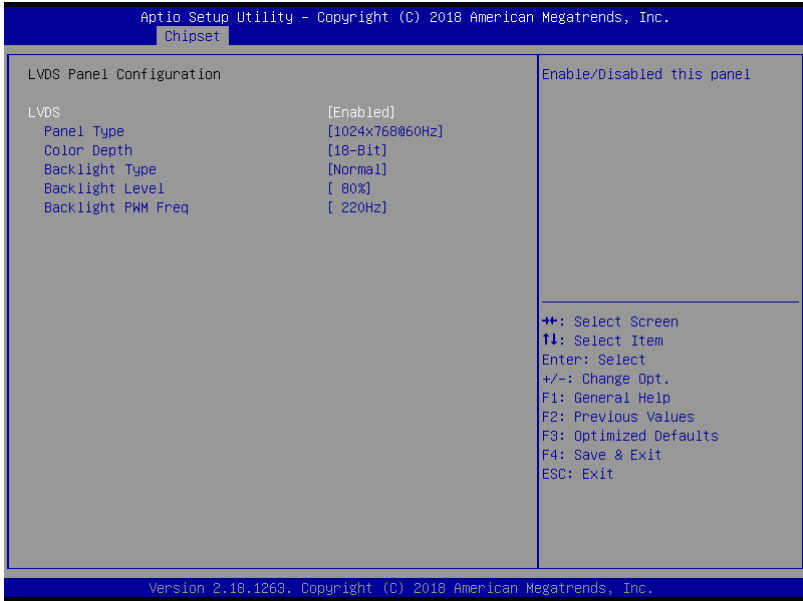 Aptio Setup Utility – Copyright (C) 2018 American Megatrends, Inc.
Chipset
LVDS Panel Configuration
LVDS [Enabled]
Panel Type [1024x768@60Hz]
Color Depth [18-Bit]
Backlight Type [Normal]
Backlight Level [ 80%]
Backlight PWM Freq [ 220Hz]
Enable/Disabled this panel
→←: Select Screen
↑↓: Select Item
Enter: Select
+/-: Change Opt.
F1: General Help
F2: Previous Values
F3: Optimized Defaults
F4: Save & Exit
ESC: Exit
Version 2.18.1263. Copyright (C) 2018 American Megatrends, Inc.